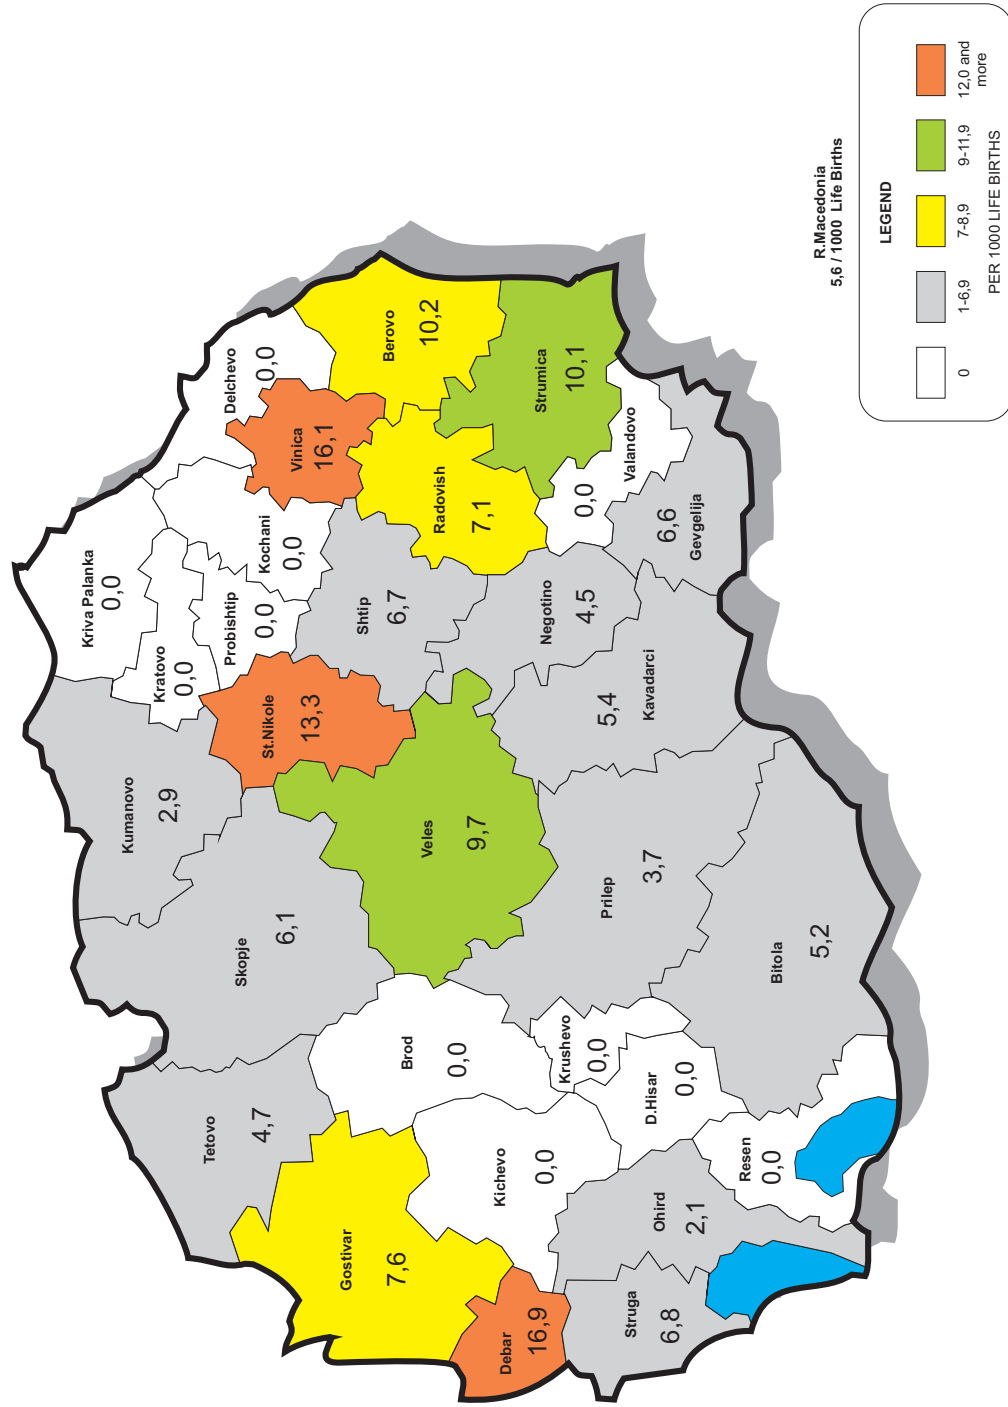 Kriva Palanka
0,0
Delchevo
0,0
Kratovo
0,0
Kumanovo
2,9
Probishtip
0,0
Kochani
0,0
Vinica
16,1
Berovo
10,2
St.Nikole
13,3
Skopje
6,1
Tetovo
4,7
Shtip
6,7
Radovish
7,1
Strumica
10,1
Veles
9,7
Gostivar
7,6
Brod
0,0
Kichevo
0,0
Negotino
4,5
Valandovo
0,0
Gevgelija
6,6
Kavadarci
5,4
Prilep
3,7
Krushevo
0,0
Debar
16,9
D.Hisar
0,0
Struga
6,8
Ohird
2,1
Resen
0,0
Bitola
5,2
R.Macedonia
5,6 / 1000 Life Births
LEGEND
0
1-6,9
7-8,9
9-11,9
12,0 and
more
PER 1000 LIFE BIRTHS